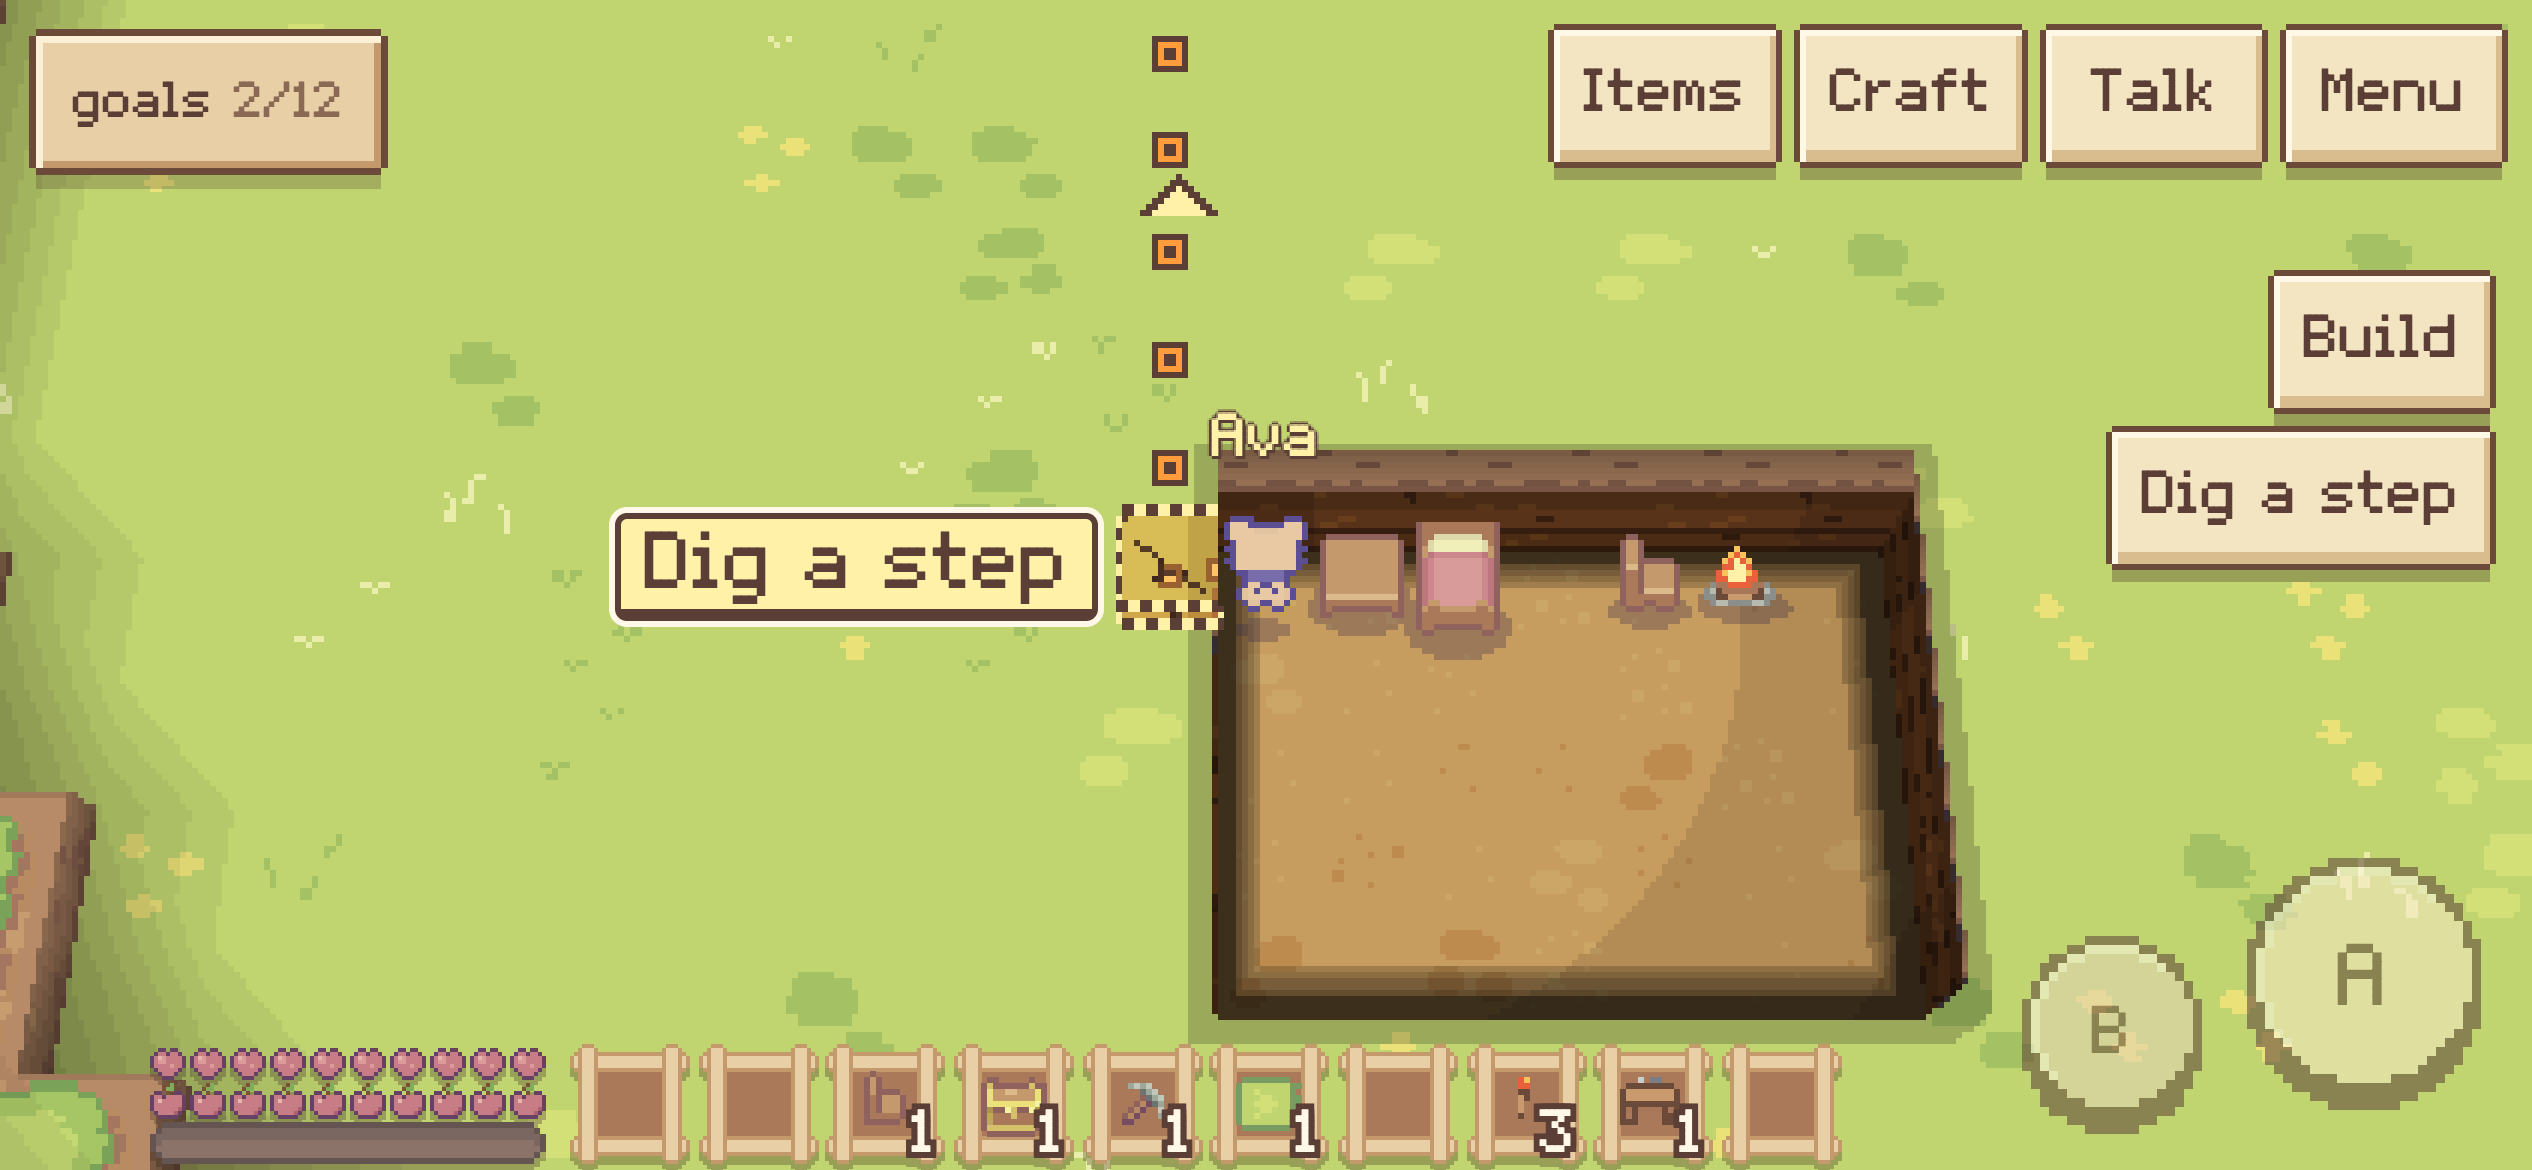 goals 2/12
Items
Craft
Talk
Menu
Build
Ava
Dig a step
Dig a step
A
B
1
1
1
1
3
1